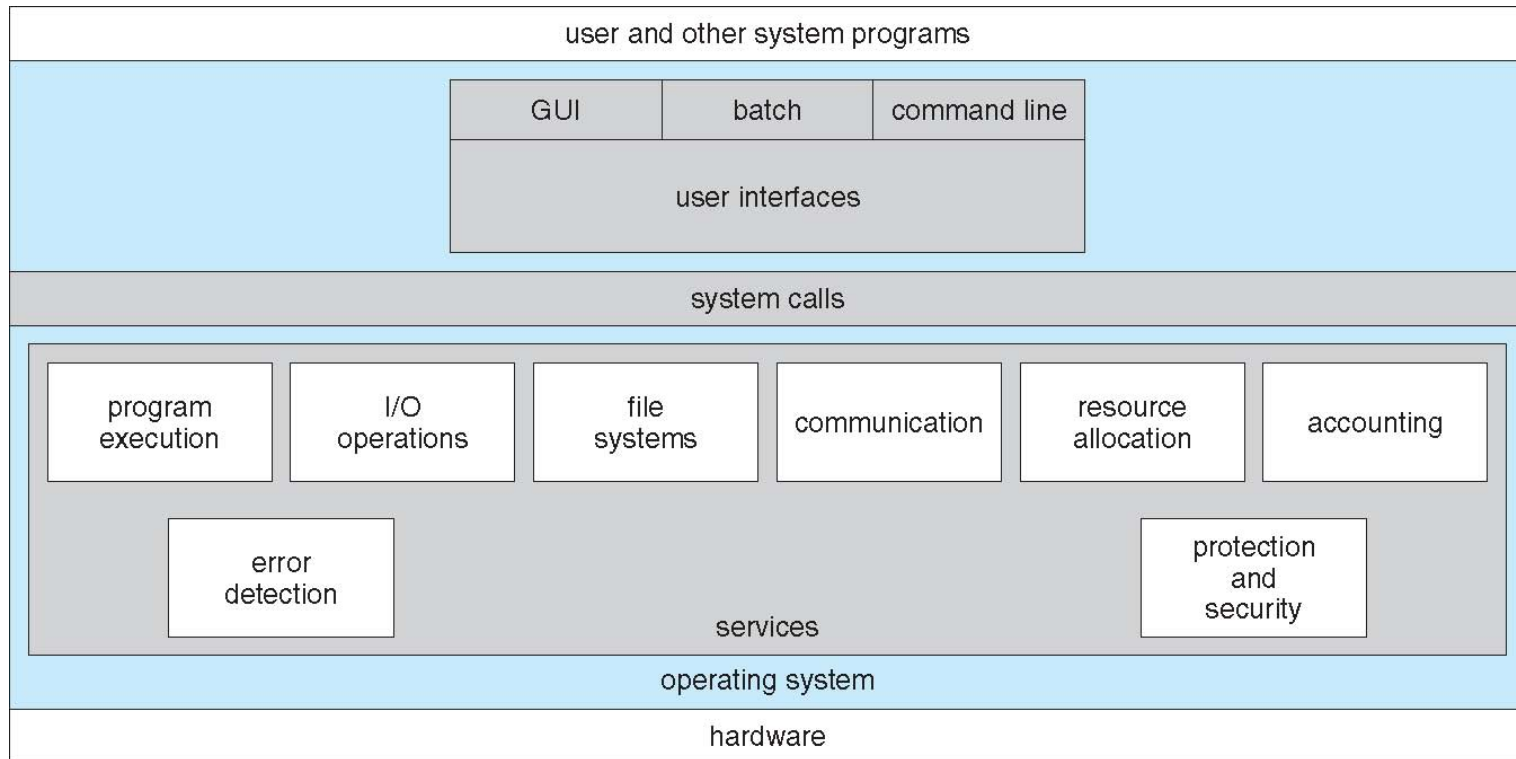 user and other system programs
GUI
batch
command line
user interfaces
system calls
program
execution
I/O
operations
file
systems
communication
resource
allocation
accounting
error
detection
protection
and
security
services
operating system
hardware